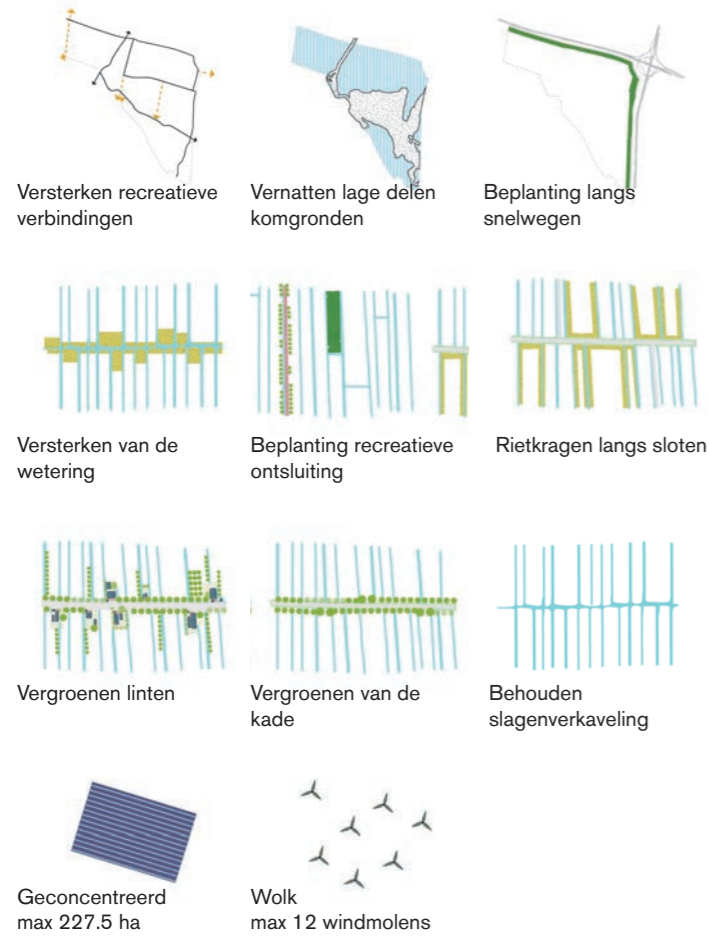 Versterken recreatieve
verbindingen
Vernatten lage delen
komgronden
Beplanting langs
snelwegen
Versterken van de
wetering
Beplanting recreatieve
ontsluiting
Rietkragen langs sloten
Vergroenen linten
Vergroenen van de
kade
Behouden
slagenverkaveling
Geconcentreerd
max 227.5 ha
Wolk
max 12 windmolens